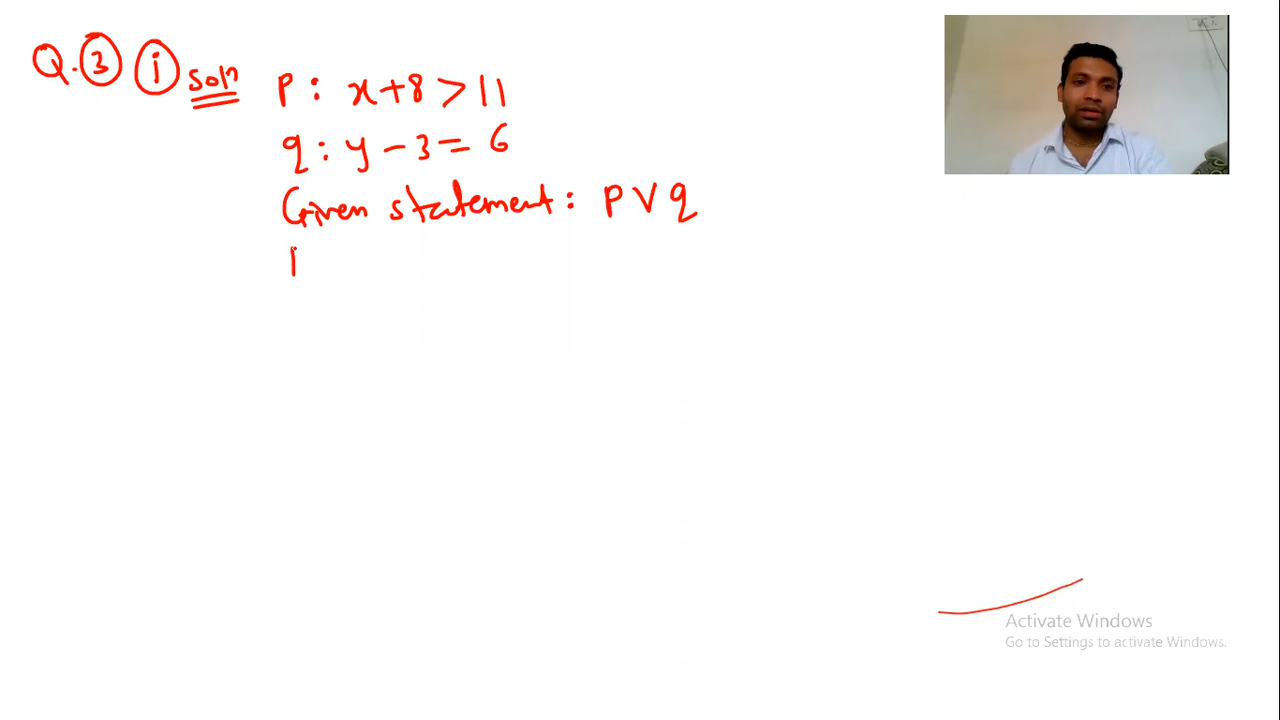 Q. 3 i soln p : x + 8 > 11
q : y - 3 = 6
Given statement : p ∨ q
Activate Windows
Go to Settings to activate Windows.